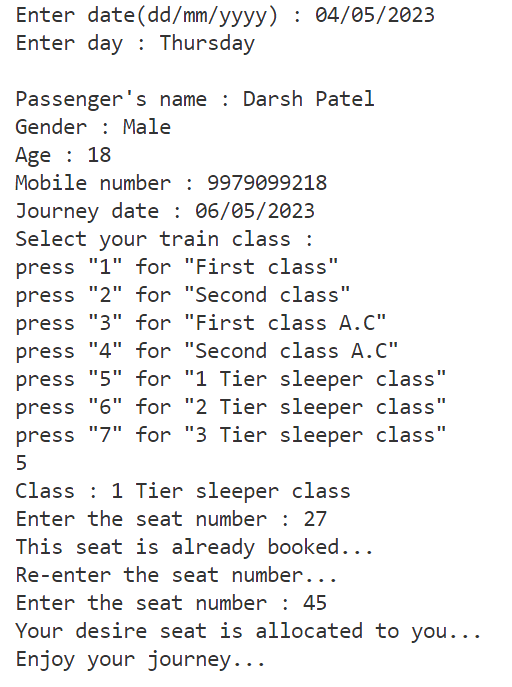 Enter date(dd/mm/yyyy) : 04/05/2023
Enter day : Thursday
Passenger's name : Darsh Patel
Gender : Male
Age : 18
Mobile number : 9979099218
Journey date : 06/05/2023
Select your train class :
press "1" for "First class"
press "2" for "Second class"
press "3" for "First class A.C"
press "4" for "Second class A.C"
press "5" for "1 Tier sleeper class"
press "6" for "2 Tier sleeper class"
press "7" for "3 Tier sleeper class"
5
Class : 1 Tier sleeper class
Enter the seat number : 27
This seat is already booked...
Re-enter the seat number...
Enter the seat number : 45
Your desire seat is allocated to you...
Enjoy your journey...